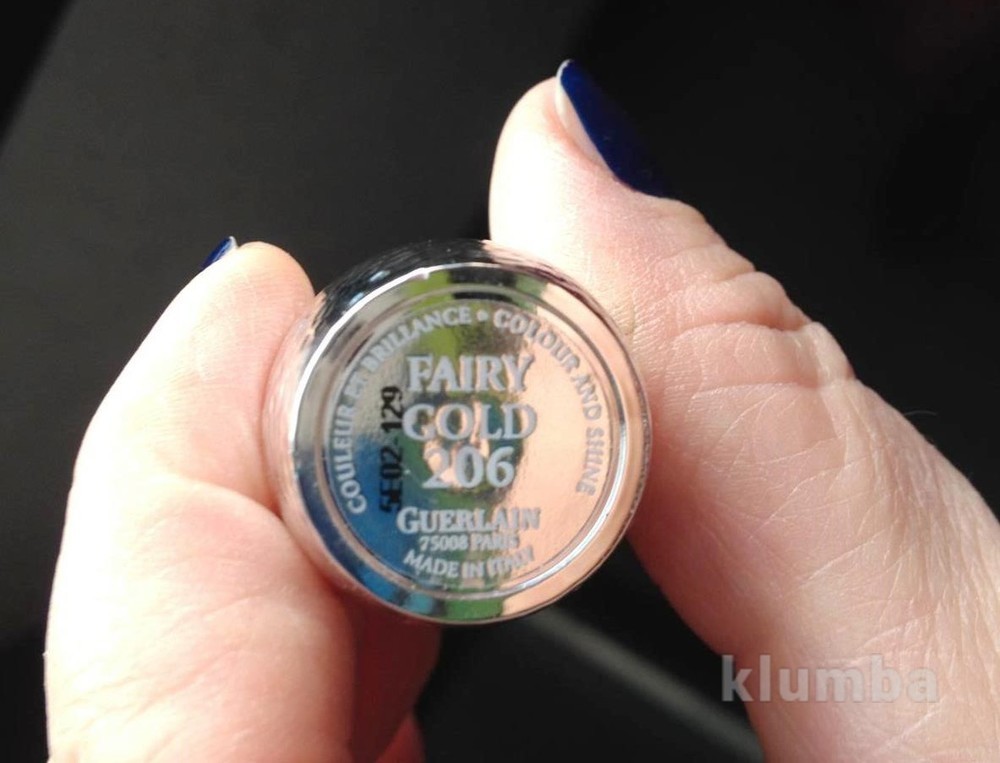 COULEUR ET BRILLANCE • COLOUR AND SHINE
FAIRY
GOLD
206
5E02-129
GUERLAIN
75008 PARIS
MADE IN ITALY
klumba